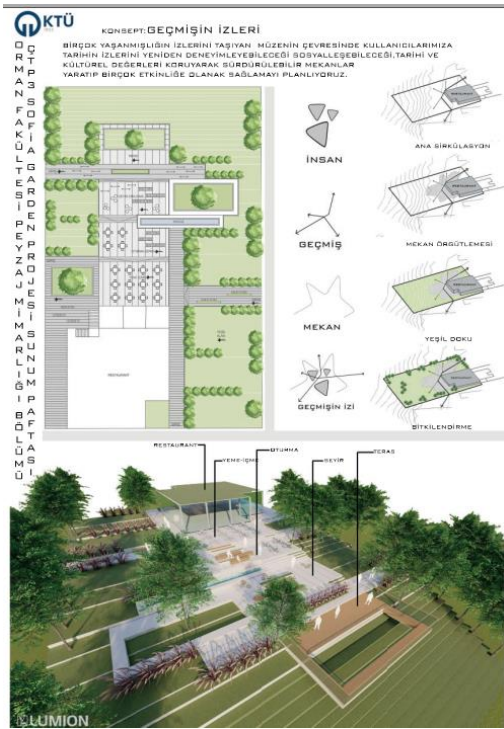 KTÜ
KONSEPT:GEÇMİŞİN İZLERİ
BİRÇOK YAŞANMIŞLIĞIN İZLERİNİ TAŞIYAN MÜZENİN ÇEVRESİNDE KULLANICILARIMIZA
TARİHİN İZLERİNİ YENİDEN DENEYİMLEYEBİLECEĞİ SOSYALLEŞEBİLECEĞİ,TARİHİ VE
KÜLTÜREL DEĞERLERİ KORUYARAK SÜRDÜRÜLEBİLİR MEKANLAR
YARATIP BİRÇOK ETKİNLİĞE OLANAK SAĞLAMAYI PLANLIYORUZ.
ORMAN FAKÜLTESİ PEYZAJ MİMARLIĞI BÖLÜMÜ
ÇTP3 SOFİA GARDEN PROJESİ SUNUM PAFTASI
RESTAURANT
İNSAN
ANA SİRKÜLASYON
GEÇMİŞ
MEKAN ÖRGÜTLEMESİ
MEKAN
YEŞİL DOKU
GEÇMİŞİN İZİ
BİTKİLENDİRME
RESTAURANT
YEME-İÇME
OTURMA
SEYİR
TERAS
LUMION